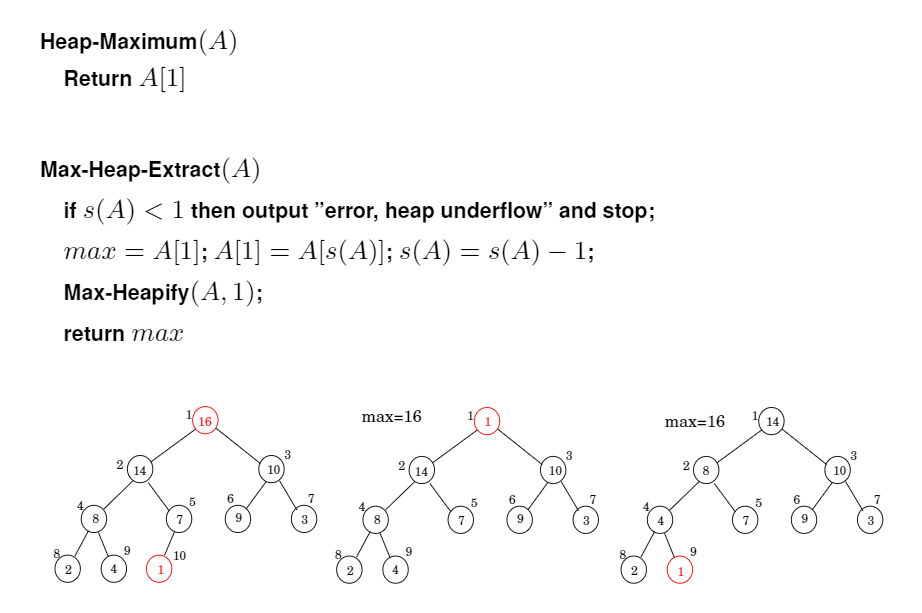 Heap-Maximum(A)
Return A[1]
Max-Heap-Extract(A)
if s(A) < 1 then output ”error, heap underflow” and stop;
max = A[1]; A[1] = A[s(A)]; s(A) = s(A) − 1;
Max-Heapify(A, 1);
return max
1 16
2 14 10 3
4 8 7 5 6 9 3 7
8 2 4 9 1 10
max=16 1 1
2 14 10 3
4 8 7 5 6 9 3 7
8 2 4 9
max=16 1 14
2 8 10 3
4 4 7 5 6 9 3 7
8 2 1 9